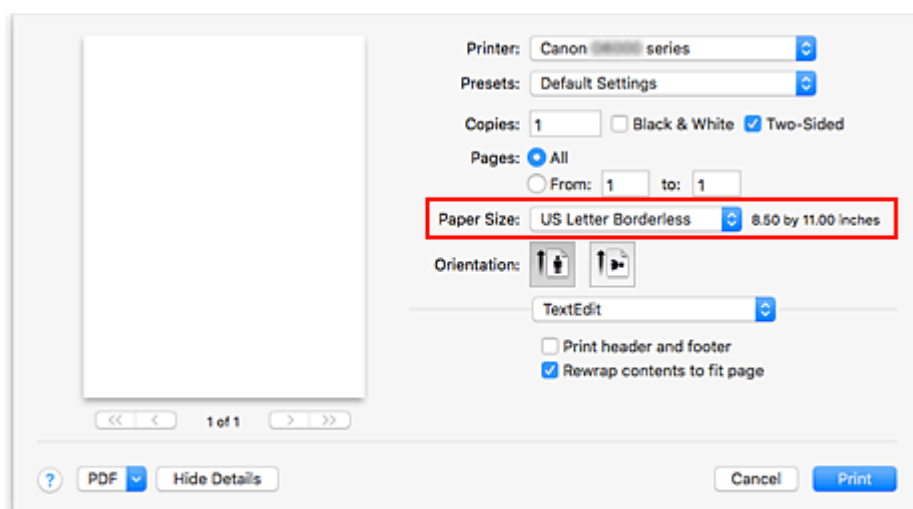 Printer: Canon series
Presets: Default Settings
Copies: 1 Black & White Two-Sided
Pages: All
From: 1 to: 1
Paper Size: US Letter Borderless 8.50 by 11.00 inches
Orientation:
TextEdit
Print header and footer
Rewrap contents to fit page
<< < 1 of 1 > >>
? PDF Hide Details Cancel Print